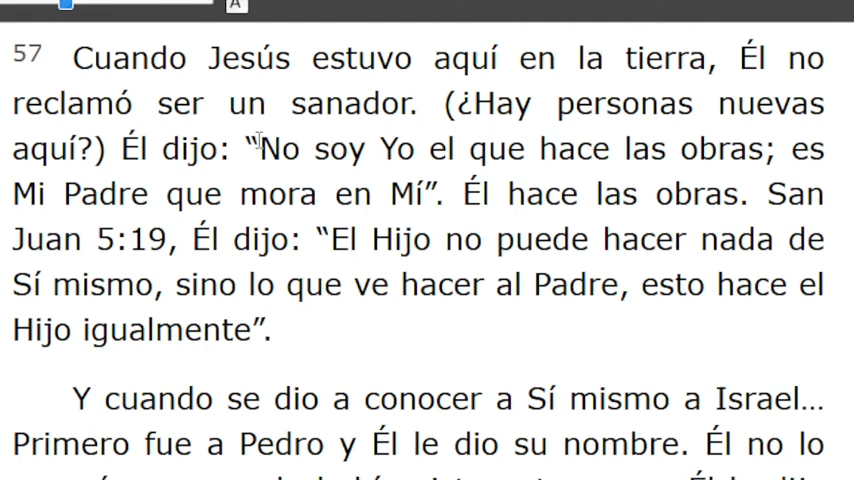 A
57 Cuando Jesús estuvo aquí en la tierra, Él no
reclamó ser un sanador. (¿Hay personas nuevas
aquí?) Él dijo: “No soy Yo el que hace las obras; es
Mi Padre que mora en Mí”. Él hace las obras. San
Juan 5:19, Él dijo: “El Hijo no puede hacer nada de
Sí mismo, sino lo que ve hacer al Padre, esto hace el
Hijo igualmente”.
Y cuando se dio a conocer a Sí mismo a Israel...
Primero fue a Pedro y Él le dio su nombre. Él no lo